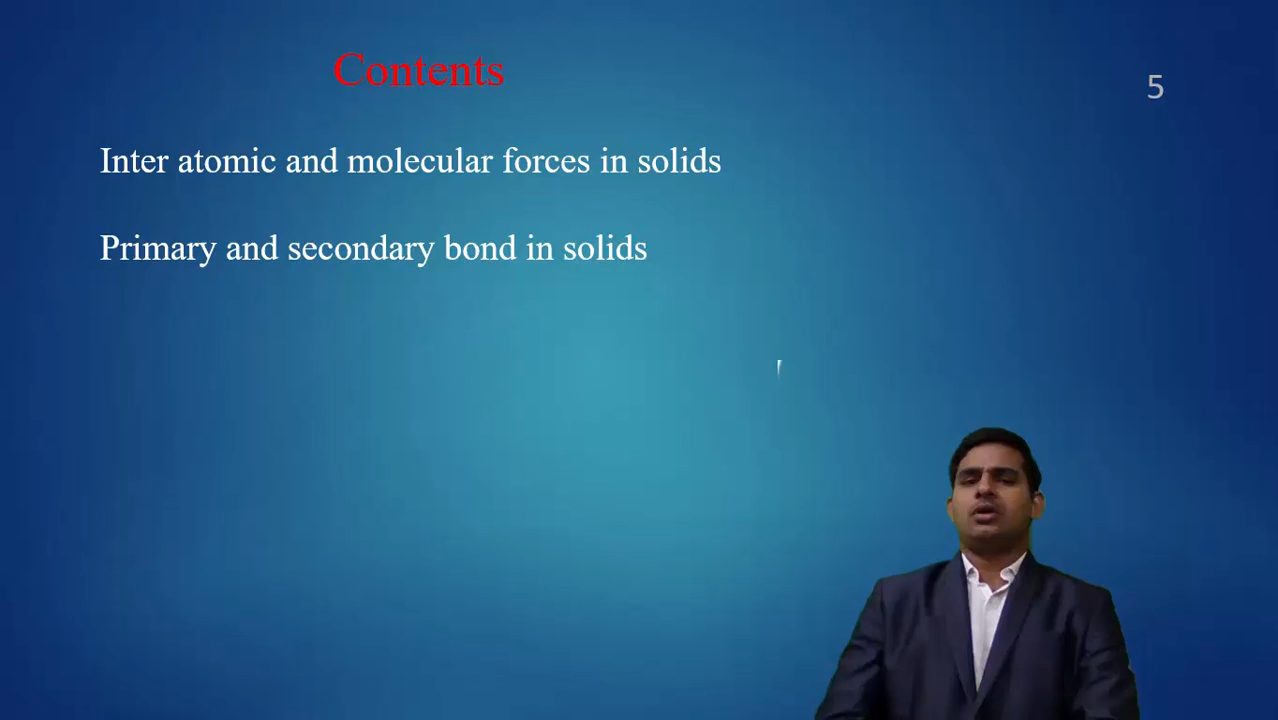 Contents
5
Inter atomic and molecular forces in solids
Primary and secondary bond in solids